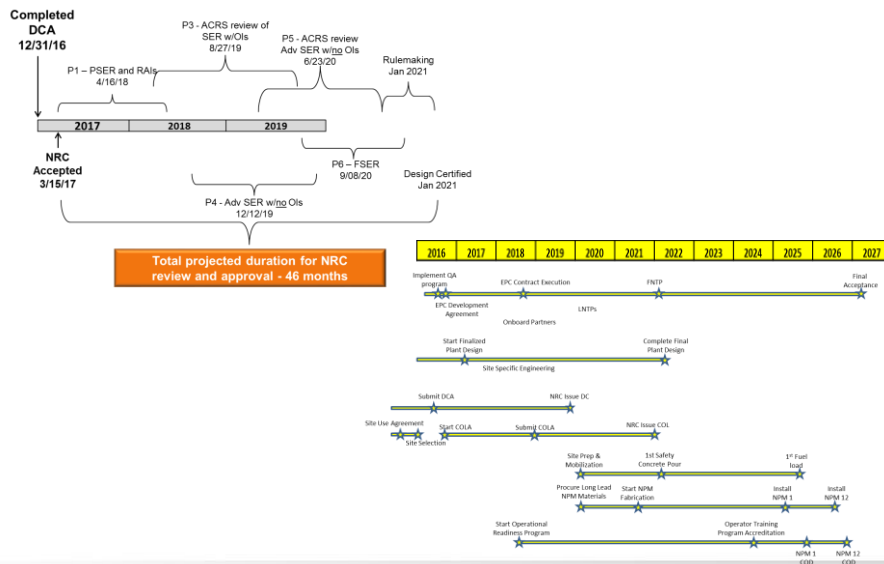 Completed
DCA
12/31/16
P1 – PSER and RAIs
4/16/18
P3 - ACRS review of
SER w/OIs
8/27/19
P5 - ACRS review
Adv SER w/no OIs
6/23/20
Rulemaking
Jan 2021
2017
2018
2019
NRC
Accepted
3/15/17
P4 - Adv SER w/no OIs
12/12/19
P6 – FSER
9/08/20
Design Certified
Jan 2021
Total projected duration for NRC
review and approval - 46 months
2016 2017 2018 2019 2020 2021 2022 2023 2024 2025 2026 2027
Implement QA
program
EPC Development
Agreement
EPC Contract Execution
Onboard Partners
LNTPs
FNTP
Final
Acceptance
Start Finalized
Plant Design
Site Specific Engineering
Complete Final
Plant Design
Submit DCA
NRC Issue DC
Site Use Agreement
Site Selection
Start COLA
Submit COLA
NRC Issue COL
Site Prep &
Mobilization
1st Safety
Concrete Pour
1st Fuel
load
Procure Long Lead
NPM Materials
Start NPM
Fabrication
Install
NPM 1
Install
NPM 12
Start Operational
Readiness Program
Operator Training
Program Accreditation
NPM 1
COD
NPM 12
COD